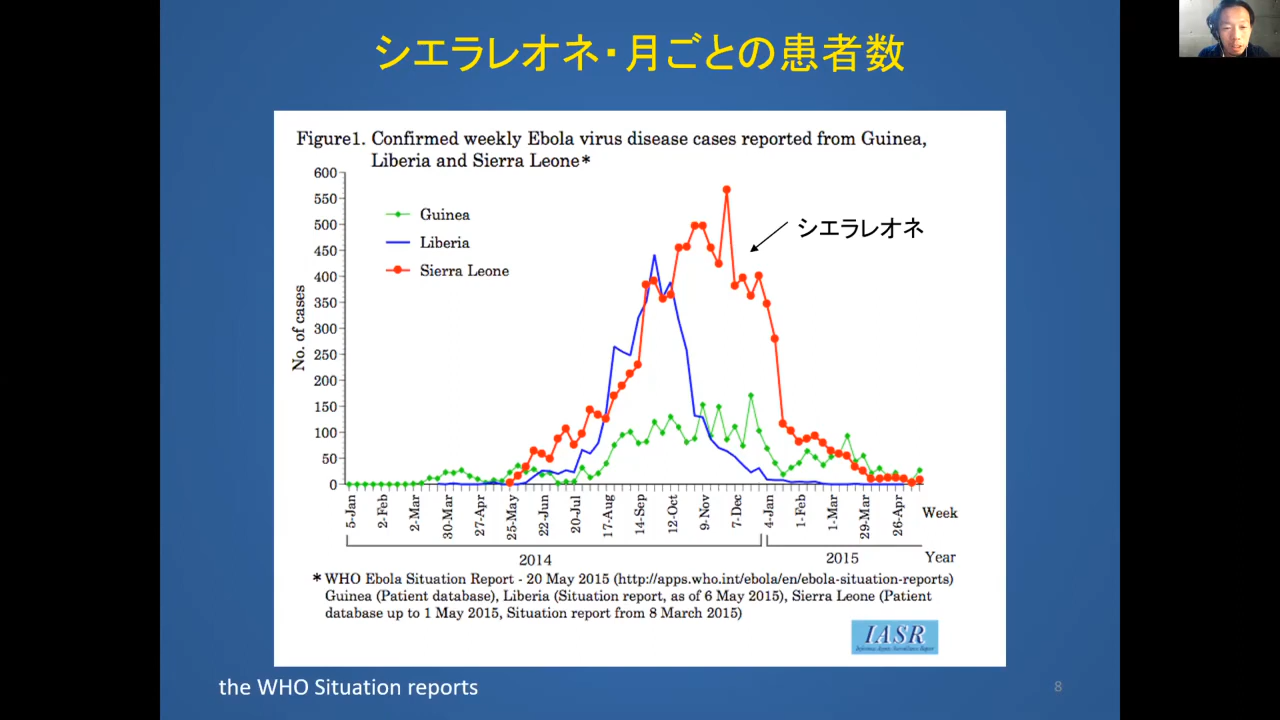 シエラレオネ・月ごとの患者数
Figure1. Confirmed weekly Ebola virus disease cases reported from Guinea,
Liberia and Sierra Leone*
600
550
500
450
400
350
300
250
200
150
100
50
0
No. of cases
Guinea
Liberia
Sierra Leone
シエラレオネ
5-Jan
2-Feb
2-Mar
30-Mar
27-Apr
25-May
22-Jun
20-Jul
17-Aug
14-Sep
12-Oct
9-Nov
7-Dec
4-Jan
1-Feb
1-Mar
29-Mar
26-Apr
Week
2014
2015
Year
* WHO Ebola Situation Report - 20 May 2015 (http://apps.who.int/ebola/en/ebola-situation-reports)
Guinea (Patient database), Liberia (Situation report, as of 6 May 2015), Sierra Leone (Patient
database up to 1 May 2015, Situation report from 8 March 2015)
IASR
Infectious Agents Surveillance Report
the WHO Situation reports
8